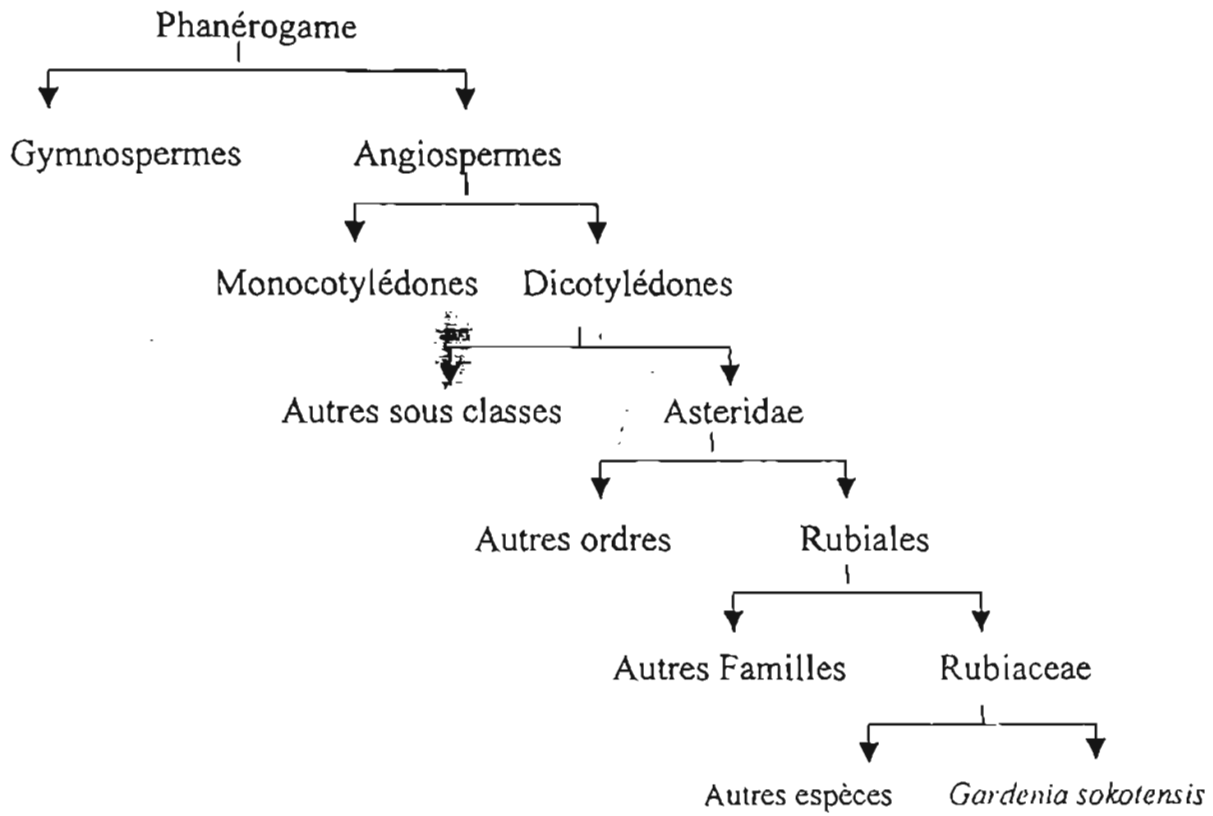 Phanérogame
Gymnospermes Angiospermes
Monocotylédones Dicotylédones
Autres sous classes Asteridae
Autres ordres Rubiales
Autres Familles Rubiaceae
Autres espèces Gardenia sokotensis